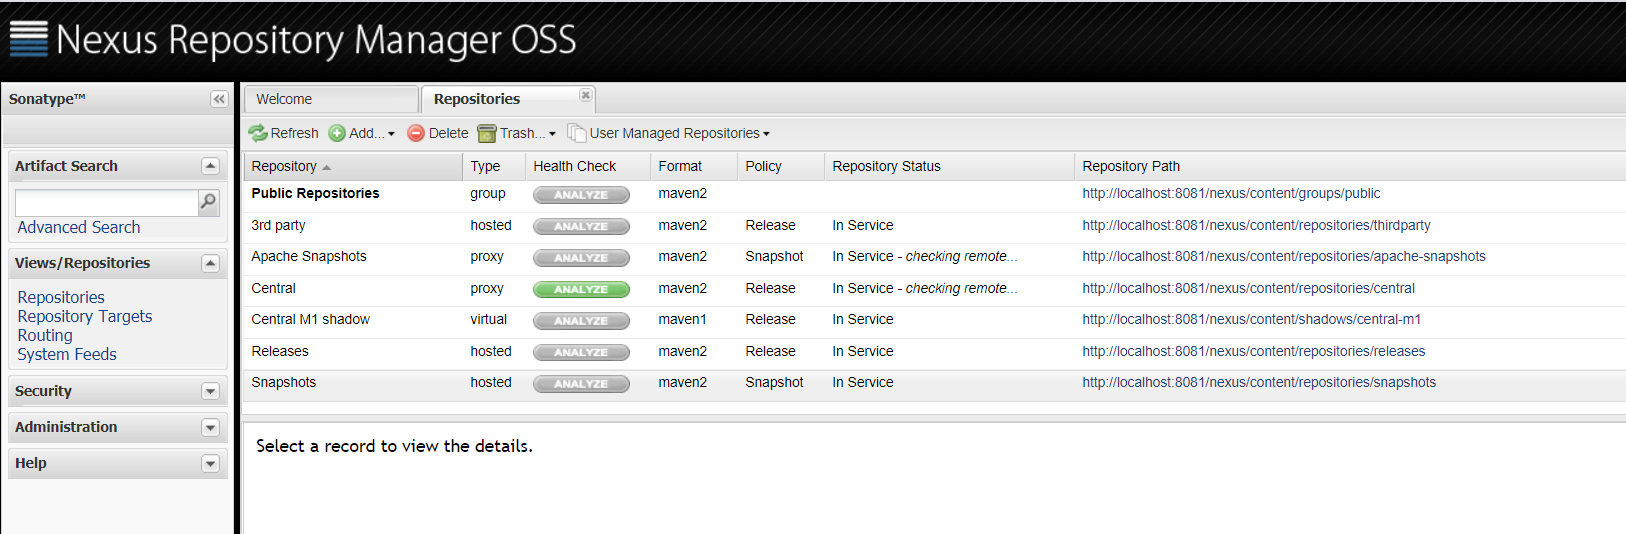 Nexus Repository Manager OSS
Sonatype™
Welcome
Repositories
Refresh Add... Delete Trash... User Managed Repositories
Artifact Search
Advanced Search
Views/Repositories
Repositories
Repository Targets
Routing
System Feeds
Security
Administration
Help
Repository Type Health Check Format Policy Repository Status Repository Path
Public Repositories group ANALYZE maven2 http://localhost:8081/nexus/content/groups/public
3rd party hosted ANALYZE maven2 Release In Service http://localhost:8081/nexus/content/repositories/thirdparty
Apache Snapshots proxy ANALYZE maven2 Snapshot In Service - checking remote... http://localhost:8081/nexus/content/repositories/apache-snapshots
Central proxy ANALYZE maven2 Release In Service - checking remote... http://localhost:8081/nexus/content/repositories/central
Central M1 shadow virtual ANALYZE maven1 Release In Service http://localhost:8081/nexus/content/shadows/central-m1
Releases hosted ANALYZE maven2 Release In Service http://localhost:8081/nexus/content/repositories/releases
Snapshots hosted ANALYZE maven2 Snapshot In Service http://localhost:8081/nexus/content/repositories/snapshots
Select a record to view the details.